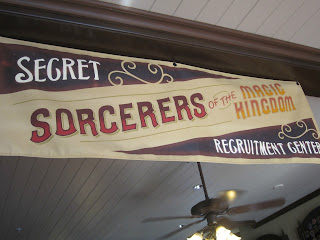 SECRET
SORCERERS OF THE MAGIC KINGDOM
RECRUITMENT CENTER